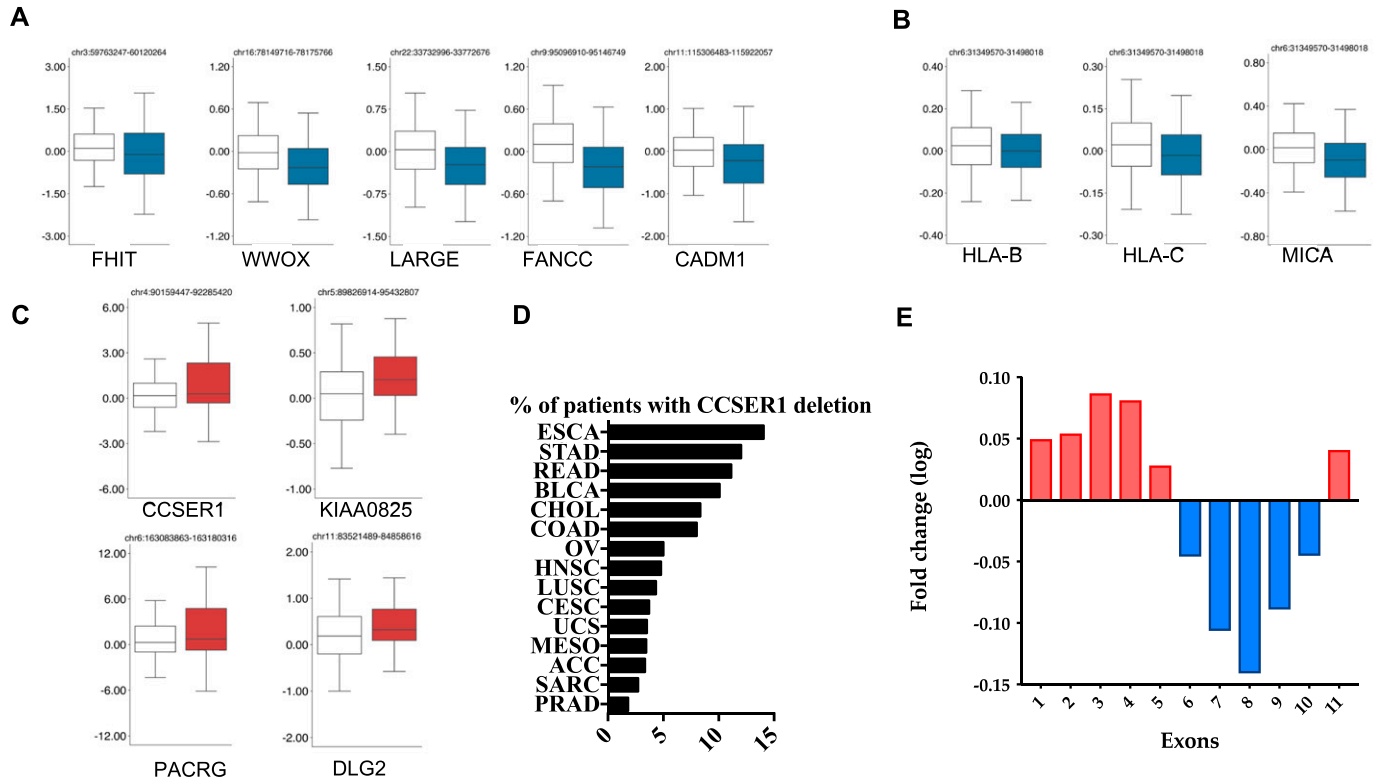 A
chr3:59763247-60120264
3.00
1.50
0.00
-1.50
-3.00
FHIT
chr16:78149716-78175766
1.20
0.60
0.00
-0.60
-1.20
WWOX
chr22:33732996-33772676
1.50
0.75
0.00
-0.75
-1.50
LARGE
chr9:95096910-95146749
1.20
0.60
0.00
-0.60
-1.20
FANCC
chr11:115306483-115922057
2.00
1.00
0.00
-1.00
-2.00
CADM1
B
chr6:31349570-31498018
0.40
0.20
0.00
-0.20
-0.40
HLA-B
chr6:31349570-31498018
0.30
0.15
0.00
-0.15
-0.30
HLA-C
chr6:31349570-31498018
0.80
0.40
0.00
-0.40
-0.80
MICA
C
chr4:90159447-92285420
6.00
3.00
0.00
-3.00
-6.00
CCSER1
chr5:89826914-95432807
1.00
0.50
0.00
-0.50
-1.00
KIAA0825
chr6:163083863-163180316
12.00
6.00
0.00
-6.00
-12.00
PACRG
chr11:83521489-84858616
2.00
1.00
0.00
-1.00
-2.00
DLG2
D
% of patients with CCSER1 deletion
ESCA
STAD
READ
BLCA
CHOL
COAD
OV
HNSC
LUSC
CESC
UCS
MESO
ACC
SARC
PRAD
0 5 10 15
E
Fold change (log)
0.10
0.05
0.00
-0.05
-0.10
-0.15
1 2 3 4 5 6 7 8 9 10 11
Exons